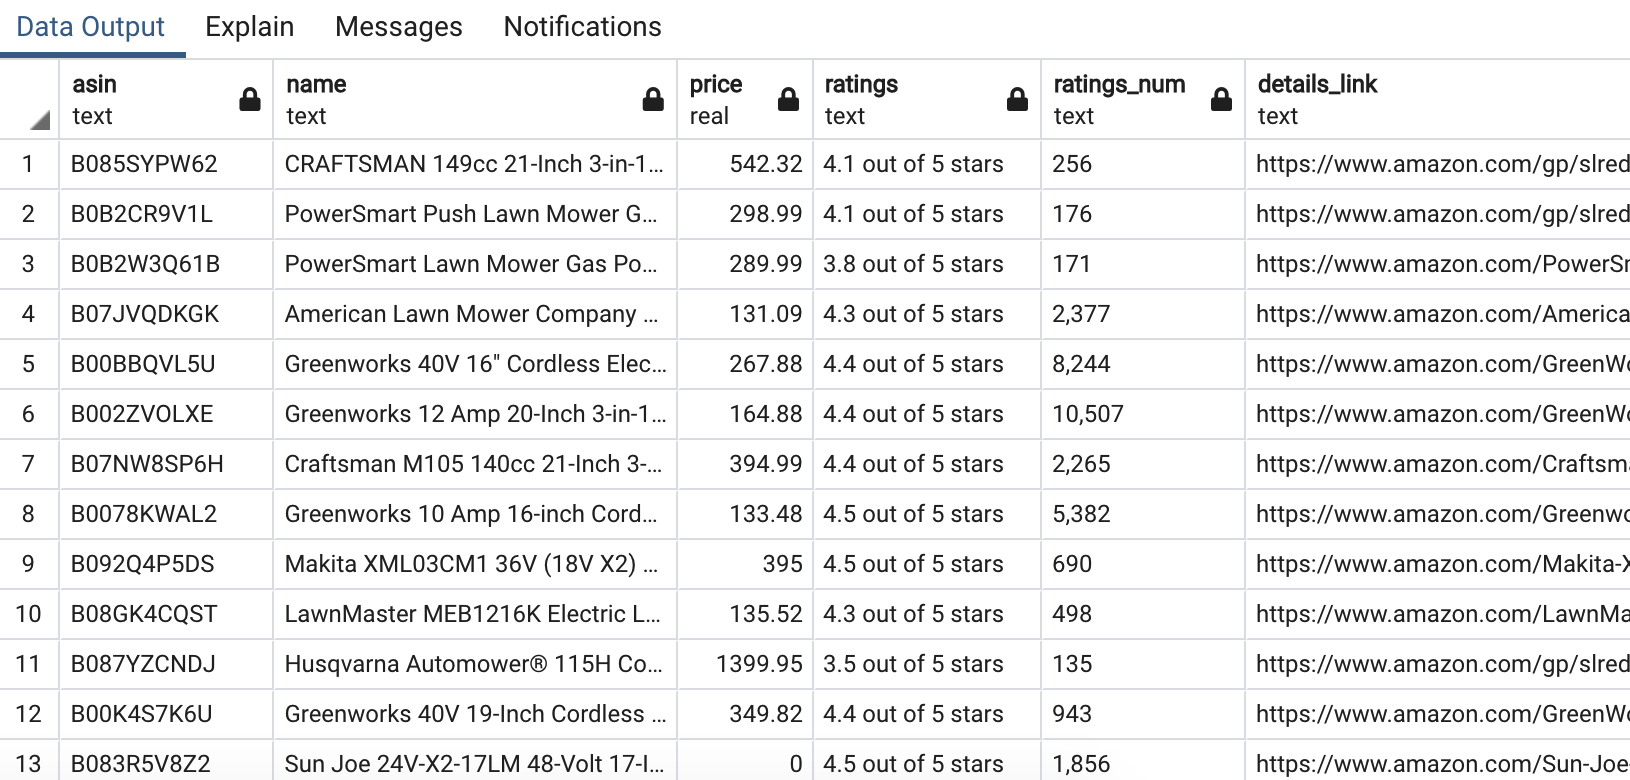 Data Output Explain Messages Notifications
asin name price ratings ratings_num details_link
text text real text text text
1 B085SYPW62 CRAFTSMAN 149cc 21-Inch 3-in-1... 542.32 4.1 out of 5 stars 256 https://www.amazon.com/gp/slred
2 B0B2CR9V1L PowerSmart Push Lawn Mower G... 298.99 4.1 out of 5 stars 176 https://www.amazon.com/gp/slred
3 B0B2W3Q61B PowerSmart Lawn Mower Gas Po... 289.99 3.8 out of 5 stars 171 https://www.amazon.com/PowerSr
4 B07JVQDKGK American Lawn Mower Company ... 131.09 4.3 out of 5 stars 2,377 https://www.amazon.com/America
5 B00BBQVL5U Greenworks 40V 16" Cordless Elec... 267.88 4.4 out of 5 stars 8,244 https://www.amazon.com/GreenWo
6 B002ZVOLXE Greenworks 12 Amp 20-Inch 3-in-1... 164.88 4.4 out of 5 stars 10,507 https://www.amazon.com/GreenWo
7 B07NW8SP6H Craftsman M105 140cc 21-Inch 3-... 394.99 4.4 out of 5 stars 2,265 https://www.amazon.com/Craftsm
8 B0078KWAL2 Greenworks 10 Amp 16-inch Cord... 133.48 4.5 out of 5 stars 5,382 https://www.amazon.com/Greenwo
9 B092Q4P5DS Makita XML03CM1 36V (18V X2) ... 395 4.5 out of 5 stars 690 https://www.amazon.com/Makita-X
10 B08GK4CQST LawnMaster MEB1216K Electric L... 135.52 4.3 out of 5 stars 498 https://www.amazon.com/LawnMa
11 B087YZCNDJ Husqvarna Automower® 115H Co... 1399.95 3.5 out of 5 stars 135 https://www.amazon.com/gp/slred
12 B00K4S7K6U Greenworks 40V 19-Inch Cordless ... 349.82 4.4 out of 5 stars 943 https://www.amazon.com/GreenWo
13 B083R5V8Z2 Sun Joe 24V-X2-17LM 48-Volt 17-I... 0 4.5 out of 5 stars 1,856 https://www.amazon.com/Sun-Joe-